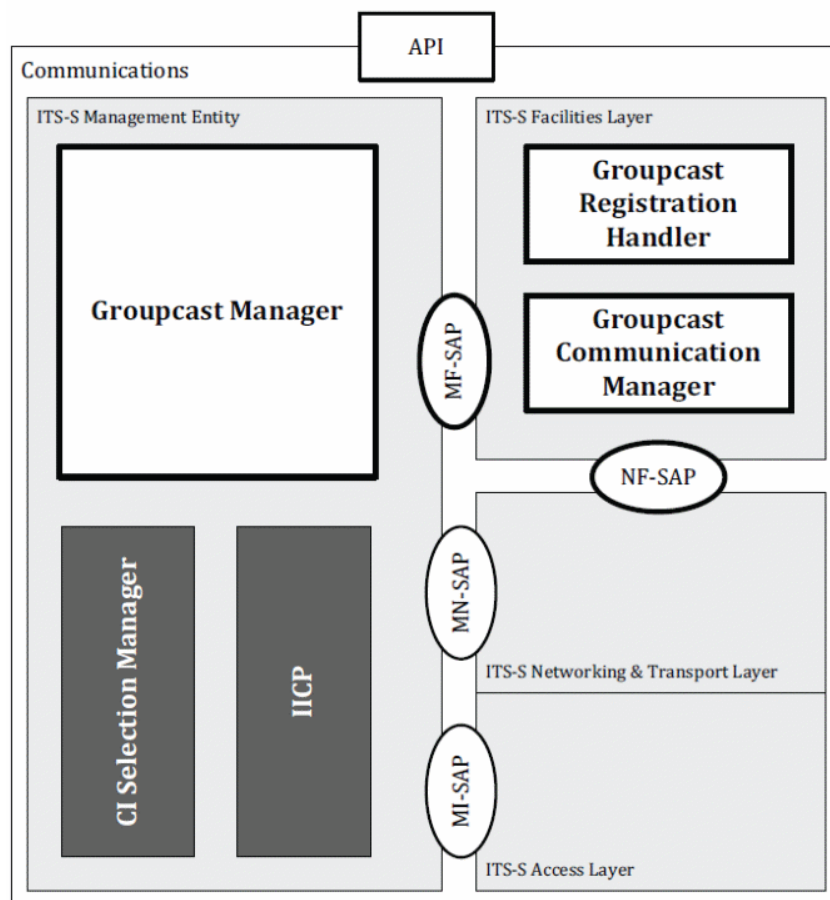 API
Communications
ITS-S Management Entity
Groupcast Manager
CI Selection Manager
IICP
MF-SAP
MN-SAP
MI-SAP
ITS-S Facilities Layer
Groupcast
Registration
Handler
Groupcast
Communication
Manager
NF-SAP
ITS-S Networking & Transport Layer
ITS-S Access Layer